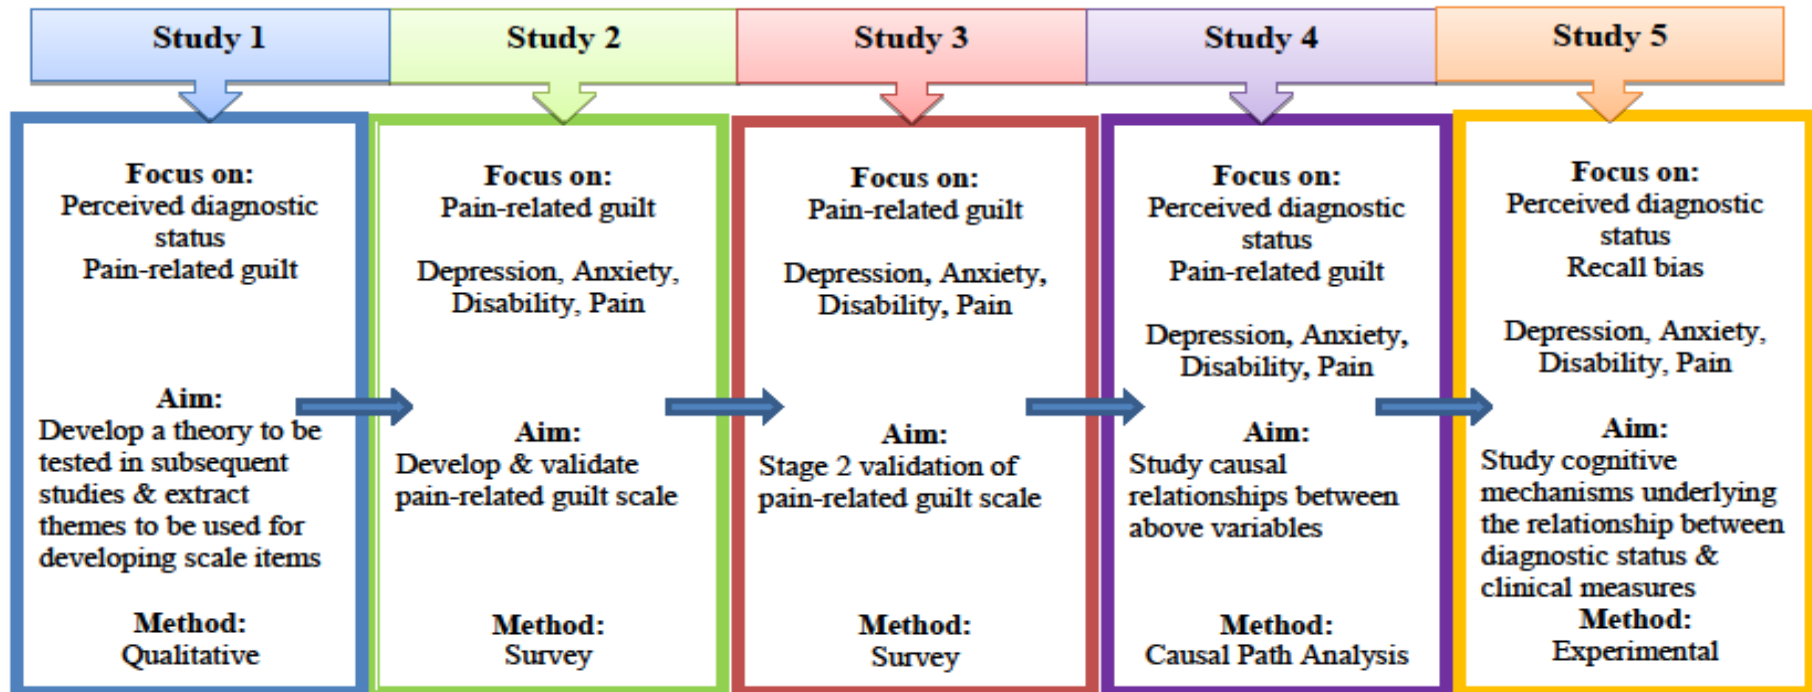 Study 1
Study 2
Study 3
Study 4
Study 5
Focus on:
Perceived diagnostic
status
Pain-related guilt
Aim:
Develop a theory to be
tested in subsequent
studies & extract
themes to be used for
developing scale items
Method:
Qualitative
Focus on:
Pain-related guilt
Depression, Anxiety,
Disability, Pain
Aim:
Develop & validate
pain-related guilt scale
Method:
Survey
Focus on:
Pain-related guilt
Depression, Anxiety,
Disability, Pain
Aim:
Stage 2 validation of
pain-related guilt scale
Method:
Survey
Focus on:
Perceived diagnostic
status
Pain-related guilt
Depression, Anxiety,
Disability, Pain
Aim:
Study causal
relationships between
above variables
Method:
Causal Path Analysis
Focus on:
Perceived diagnostic
status
Recall bias
Depression, Anxiety,
Disability, Pain
Aim:
Study cognitive
mechanisms underlying
the relationship between
diagnostic status &
clinical measures
Method:
Experimental